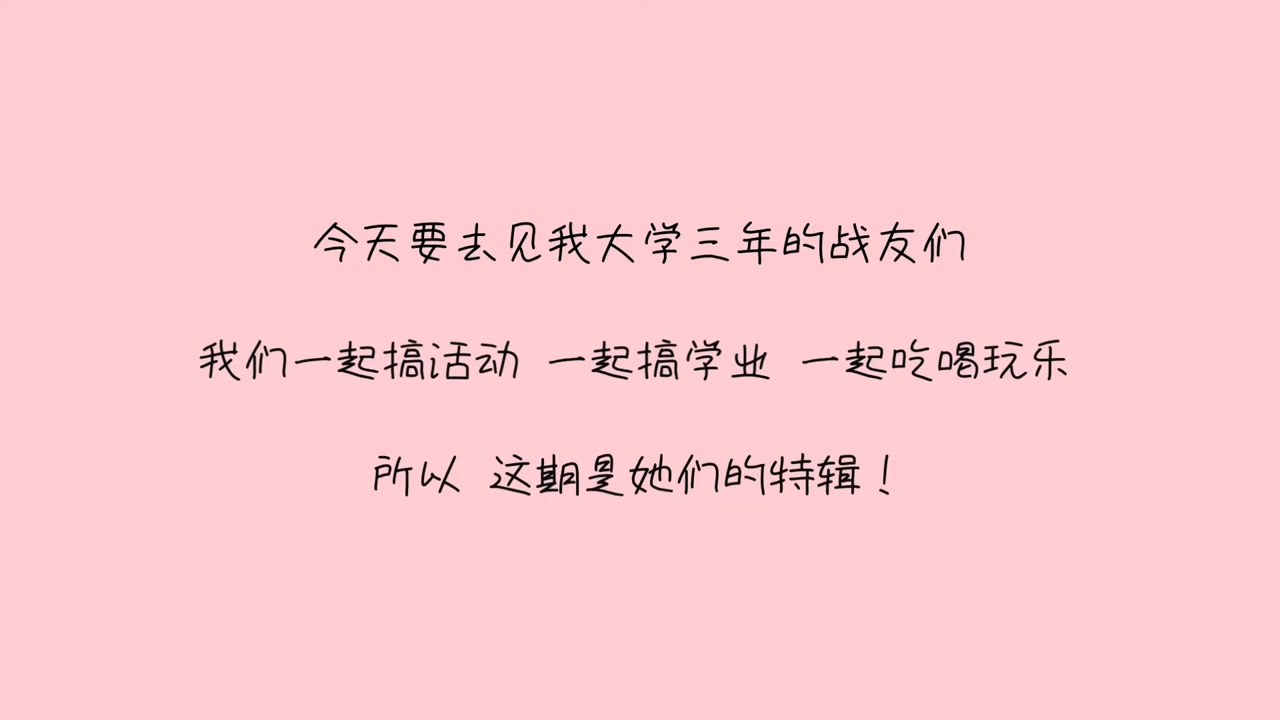 今天要去见我大学三年的战友们
我们一起搞活动 一起搞学业 一起吃喝玩乐
所以 这期是她们的特辑！